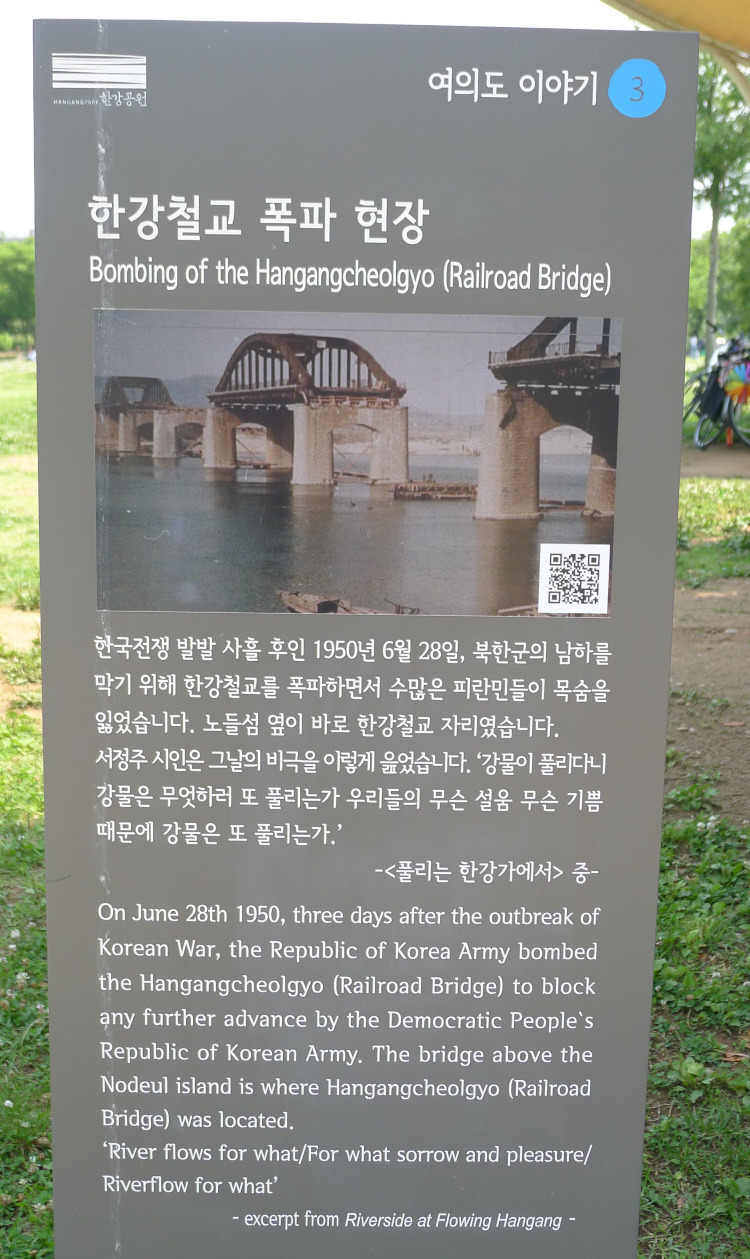 HANGANGPARK 한강공원
여의도 이야기 3
한강철교 폭파 현장
Bombing of the Hangangcheolgyo (Railroad Bridge)
한국전쟁 발발 사흘 후인 1950년 6월 28일, 북한군의 남하를
막기 위해 한강철교를 폭파하면서 수많은 피란민들이 목숨을
잃었습니다. 노들섬 옆이 바로 한강철교 자리였습니다.
서정주 시인은 그날의 비극을 이렇게 읊었습니다. ‘강물이 풀리다니
강물은 무엇하러 또 풀리는가 우리들의 무슨 설움 무슨 기쁨
때문에 강물은 또 풀리는가.’
-<풀리는 한강가에서> 중-
On June 28th 1950, three days after the outbreak of
Korean War, the Republic of Korea Army bombed
the Hangangcheolgyo (Railroad Bridge) to block
any further advance by the Democratic People`s
Republic of Korean Army. The bridge above the
Nodeul island is where Hangangcheolgyo (Railroad
Bridge) was located.
‘River flows for what/For what sorrow and pleasure/
Riverflow for what’
- excerpt from Riverside at Flowing Hangang -